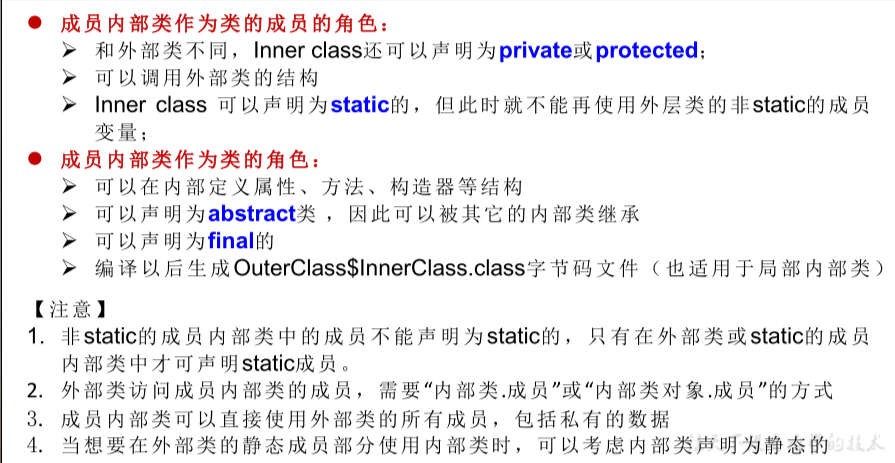 ● 成员内部类作为类的成员的角色：
➢ 和外部类不同，Inner class还可以声明为private或protected；
➢ 可以调用外部类的结构
➢ Inner class 可以声明为static的，但此时就不能再使用外层类的非static的成员
变量；
● 成员内部类作为类的角色：
➢ 可以在内部定义属性、方法、构造器等结构
➢ 可以声明为abstract类 ，因此可以被其它的内部类继承
➢ 可以声明为final的
➢ 编译以后生成OuterClass$InnerClass.class字节码文件（也适用于局部内部类）
【注意】
1. 非static的成员内部类中的成员不能声明为static的，只有在外部类或static的成员
内部类中才可声明static成员。
2. 外部类访问成员内部类的成员，需要“内部类.成员”或“内部类对象.成员”的方式
3. 成员内部类可以直接使用外部类的所有成员，包括私有的数据
4. 当想要在外部类的静态成员部分使用内部类时，可以考虑内部类声明为静态的
的技术